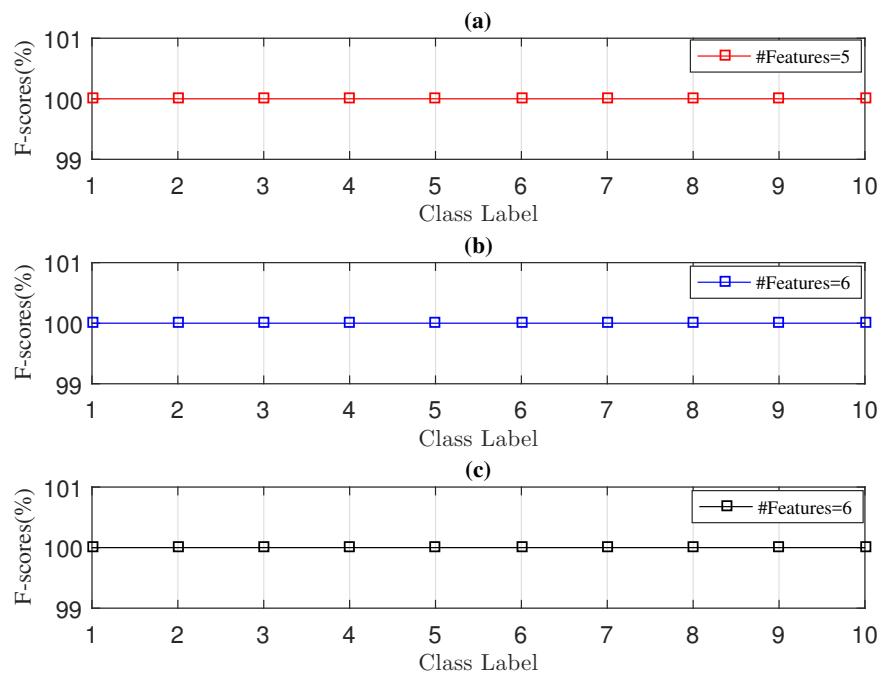 (a)
101
100
99
F-scores(%)
#Features=5
1 2 3 4 5 6 7 8 9 10
Class Label
(b)
101
100
99
F-scores(%)
#Features=6
1 2 3 4 5 6 7 8 9 10
Class Label
(c)
101
100
99
F-scores(%)
#Features=6
1 2 3 4 5 6 7 8 9 10
Class Label